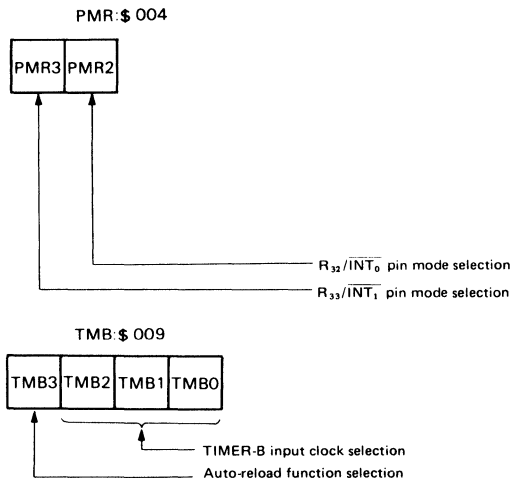 PMR:$ 004
PMR3 PMR2
R32/INT0 pin mode selection
R33/INT1 pin mode selection
TMB:$ 009
TMB3 TMB2 TMB1 TMB0
TIMER-B input clock selection
Auto-reload function selection